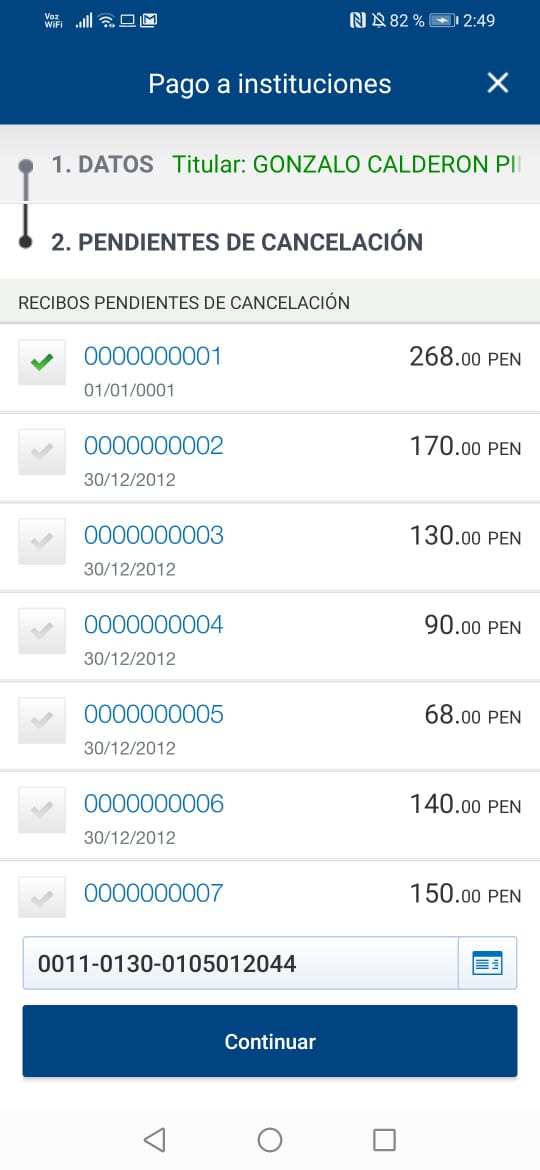 Voz WiFi 82 % 2:49
Pago a instituciones
1. DATOS Titular: GONZALO CALDERON
2. PENDIENTES DE CANCELACIÓN
RECIBOS PENDIENTES DE CANCELACIÓN
0000000001 268.00 PEN
01/01/0001
0000000002 170.00 PEN
30/12/2012
0000000003 130.00 PEN
30/12/2012
0000000004 90.00 PEN
30/12/2012
0000000005 68.00 PEN
30/12/2012
0000000006 140.00 PEN
30/12/2012
0000000007 150.00 PEN
0011-0130-0105012044
Continuar